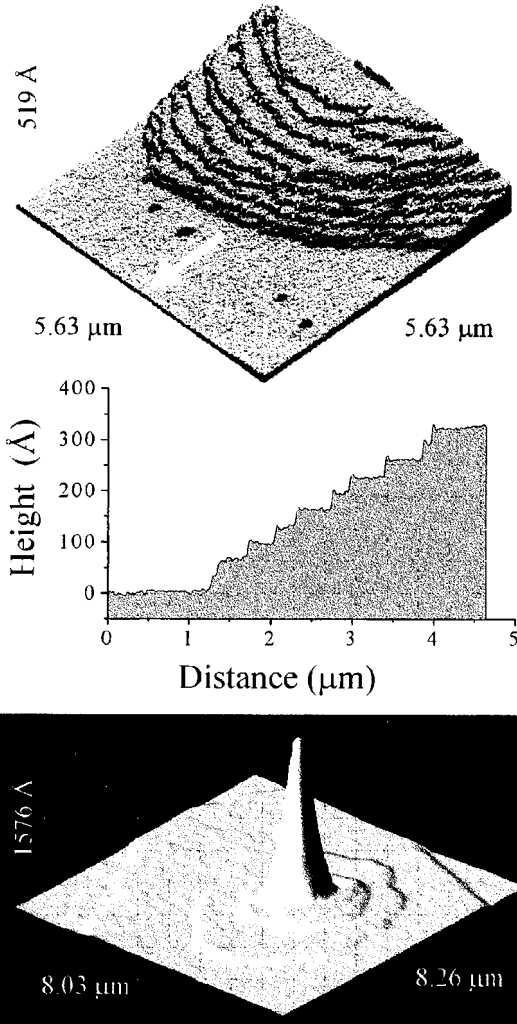 519 Å
5.63 μm
5.63 μm
400
300
200
100
0
Height (Å)
0 1 2 3 4 5
Distance (μm)
1576 Å
8.03 μm
8.26 μm